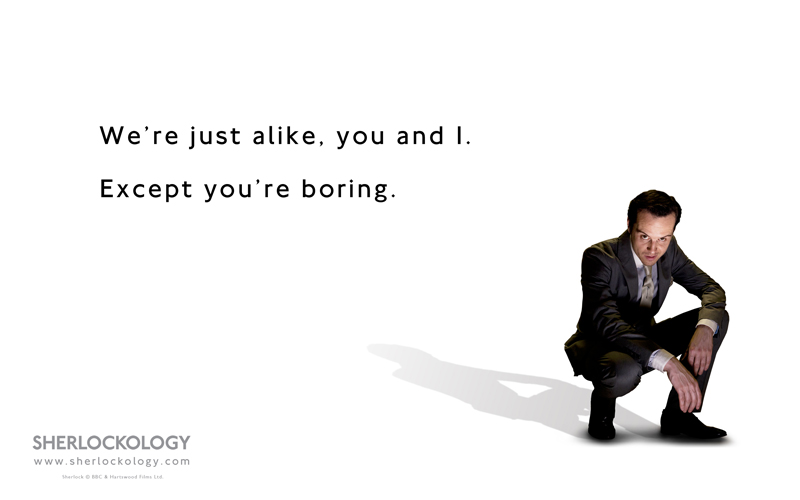 We're just alike, you and I.
Except you're boring.
SHERLOCKOLOGY
www.sherlockology.com
Sherlock © BBC & Hartswood Films Ltd.